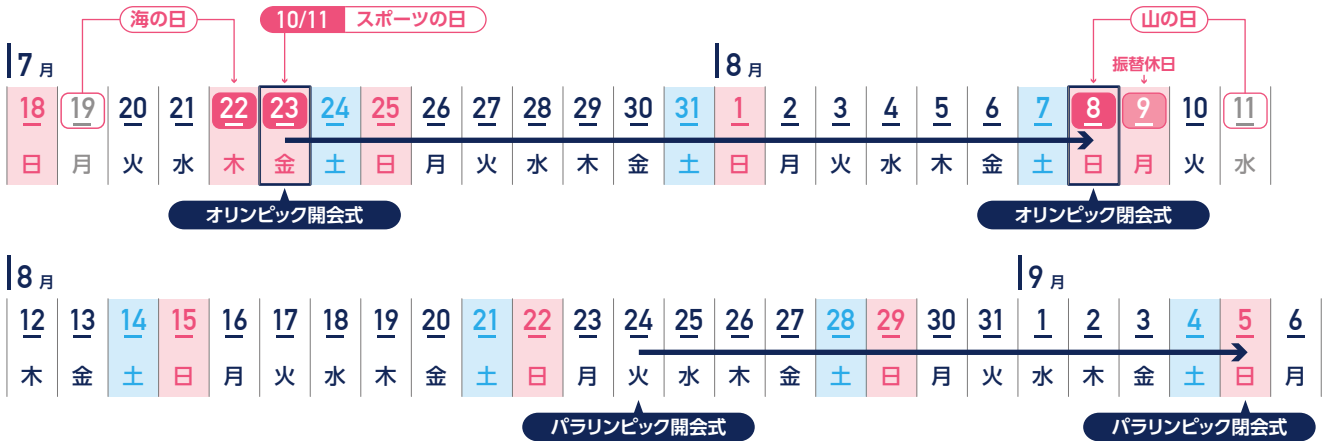 海の日 10/11 スポーツの日 山の日
7月 8月 振替休日
18 19 20 21 22 23 24 25 26 27 28 29 30 31 1 2 3 4 5 6 7 8 9 10 11
日 月 火 水 木 金 土 日 月 火 水 木 金 土 日 月 火 水 木 金 土 日 月 火 水
オリンピック開会式 オリンピック閉会式
8月 9月
12 13 14 15 16 17 18 19 20 21 22 23 24 25 26 27 28 29 30 31 1 2 3 4 5 6
木 金 土 日 月 火 水 木 金 土 日 月 火 水 木 金 土 日 月 火 水 木 金 土 日 月
パラリンピック開会式 パラリンピック閉会式